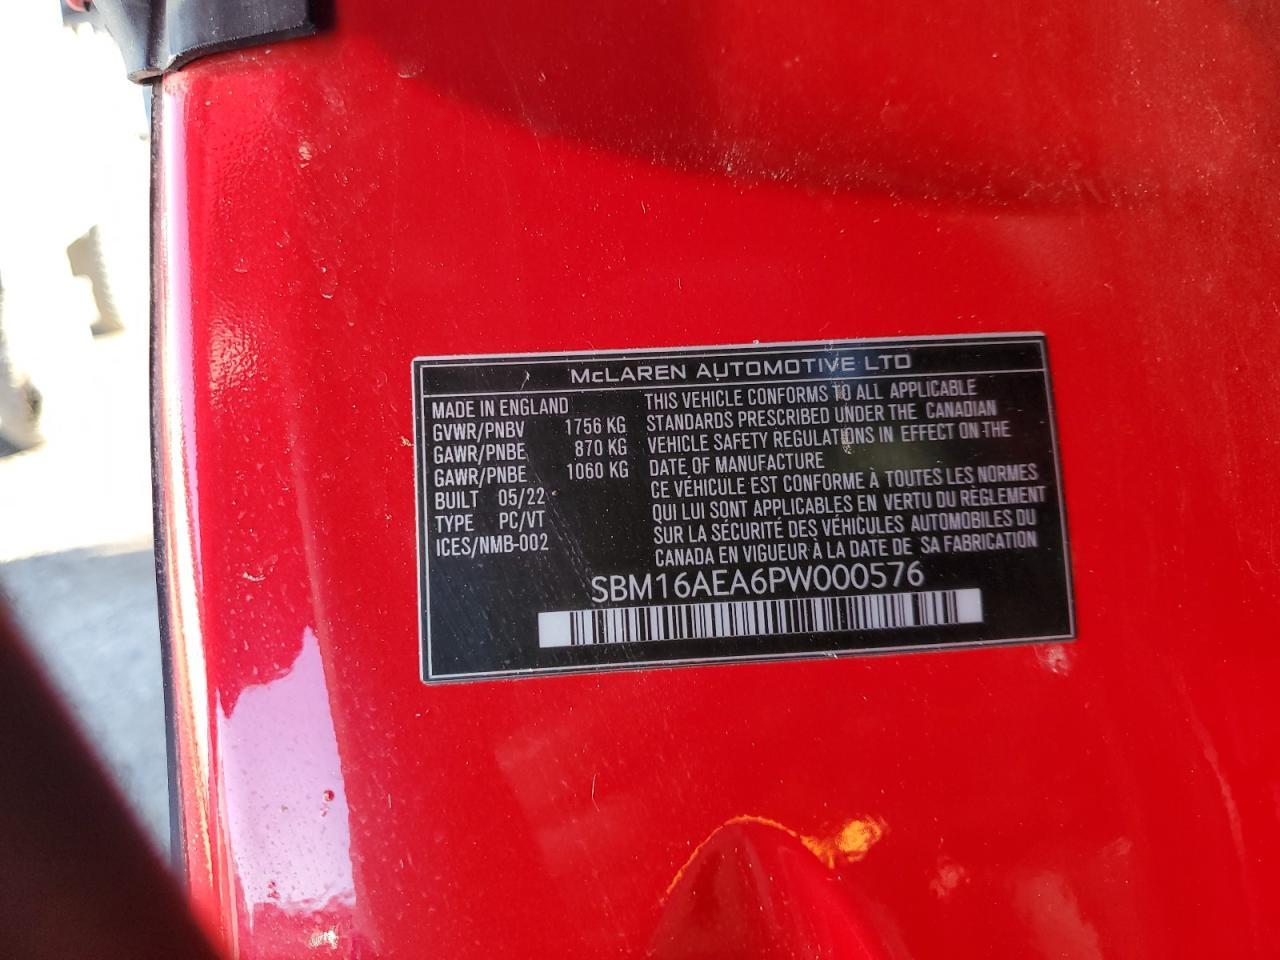 McLAREN AUTOMOTIVE LTD
MADE IN ENGLAND
GVWR/PNBV 1756 KG
GAWR/PNBE 870 KG
GAWR/PNBE 1060 KG
BUILT 05/22
TYPE PC/VT
ICES/NMB-002
THIS VEHICLE CONFORMS TO ALL APPLICABLE
STANDARDS PRESCRIBED UNDER THE CANADIAN
VEHICLE SAFETY REGULATIONS IN EFFECT ON THE
DATE OF MANUFACTURE
CE VÉHICULE EST CONFORME À TOUTES LES NORMES
QUI LUI SONT APPLICABLES EN VERTU DU RÈGLEMENT
SUR LA SÉCURITÉ DES VÉHICULES AUTOMOBILES DU
CANADA EN VIGUEUR À LA DATE DE SA FABRICATION
SBM16AEA6PW000576